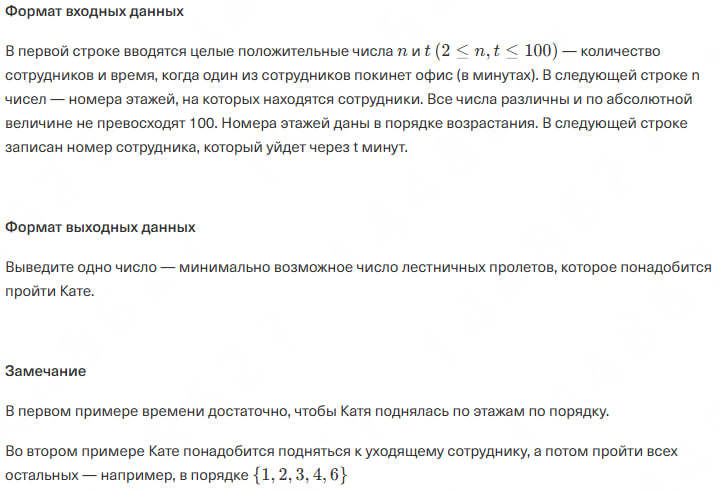 Формат входных данных
В первой строке вводятся целые положительные числа n и t (2 ≤ n, t ≤ 100) — количество
сотрудников и время, когда один из сотрудников покинет офис (в минутах). В следующей строке n
чисел — номера этажей, на которых находятся сотрудники. Все числа различны и по абсолютной
величине не превосходят 100. Номера этажей даны в порядке возрастания. В следующей строке
записан номер сотрудника, который уйдет через t минут.
Формат выходных данных
Выведите одно число — минимально возможное число лестничных пролетов, которое понадобится
пройти Кате.
Замечание
В первом примере времени достаточно, чтобы Катя поднялась по этажам по порядку.
Во втором примере Кате понадобится подняться к уходящему сотруднику, а потом пройти всех
остальных — например, в порядке {1, 2, 3, 4, 6}